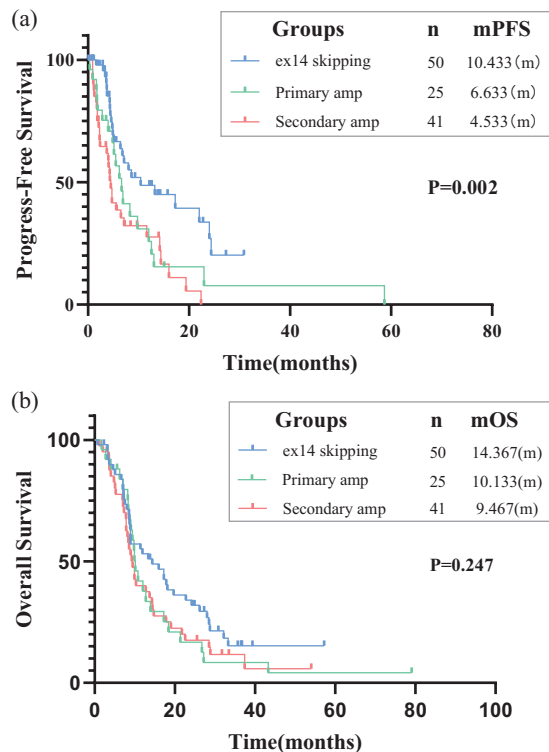 (a)
Groups n mPFS
ex14 skipping 50 10.433(m)
Primary amp 25 6.633(m)
Secondary amp 41 4.533(m)
P=0.002
Progress-Free Survival
100
50
0
0 20 40 60 80
Time(months)
(b)
Groups n mOS
ex14 skipping 50 14.367(m)
Primary amp 25 10.133(m)
Secondary amp 41 9.467(m)
P=0.247
Overall Survival
100
50
0
0 20 40 60 80 100
Time(months)